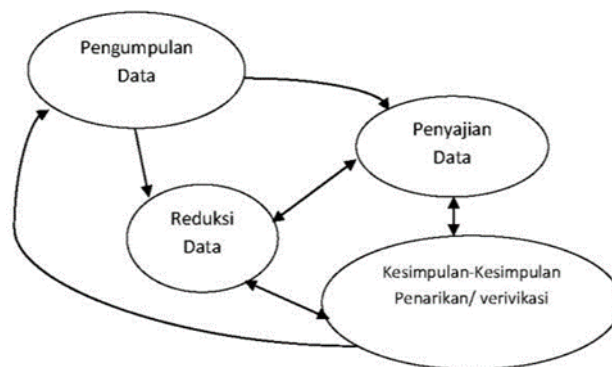 Pengumpulan
Data
Penyajian
Data
Reduksi
Data
Kesimpulan-Kesimpulan
Penarikan/ verivikasi